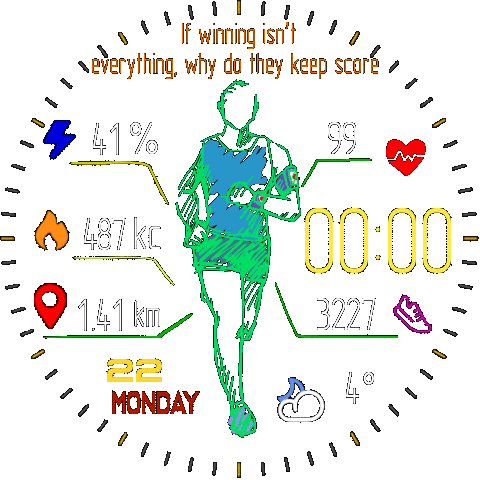 If winning isn't
everything, why do they keep score
41%
99
487 kc
00:00
1.41 km
3227
22
MONDAY
4°